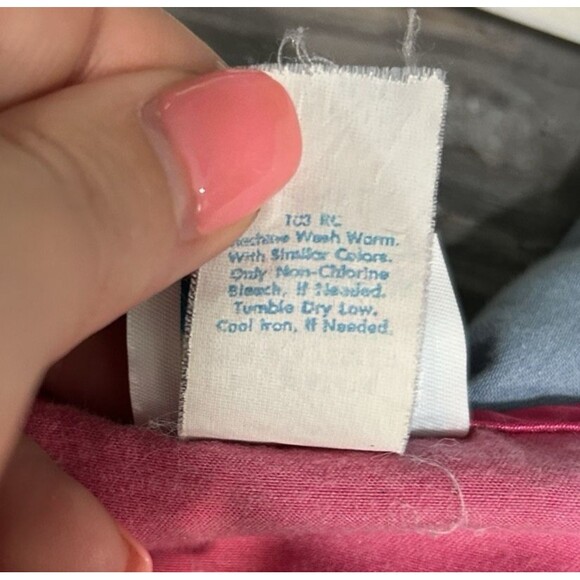 103 RC
Machine Wash Warm.
With Similar Colors.
Only Non-Chlorine
Bleach, If Needed.
Tumble Dry Low.
Cool Iron, If Needed.